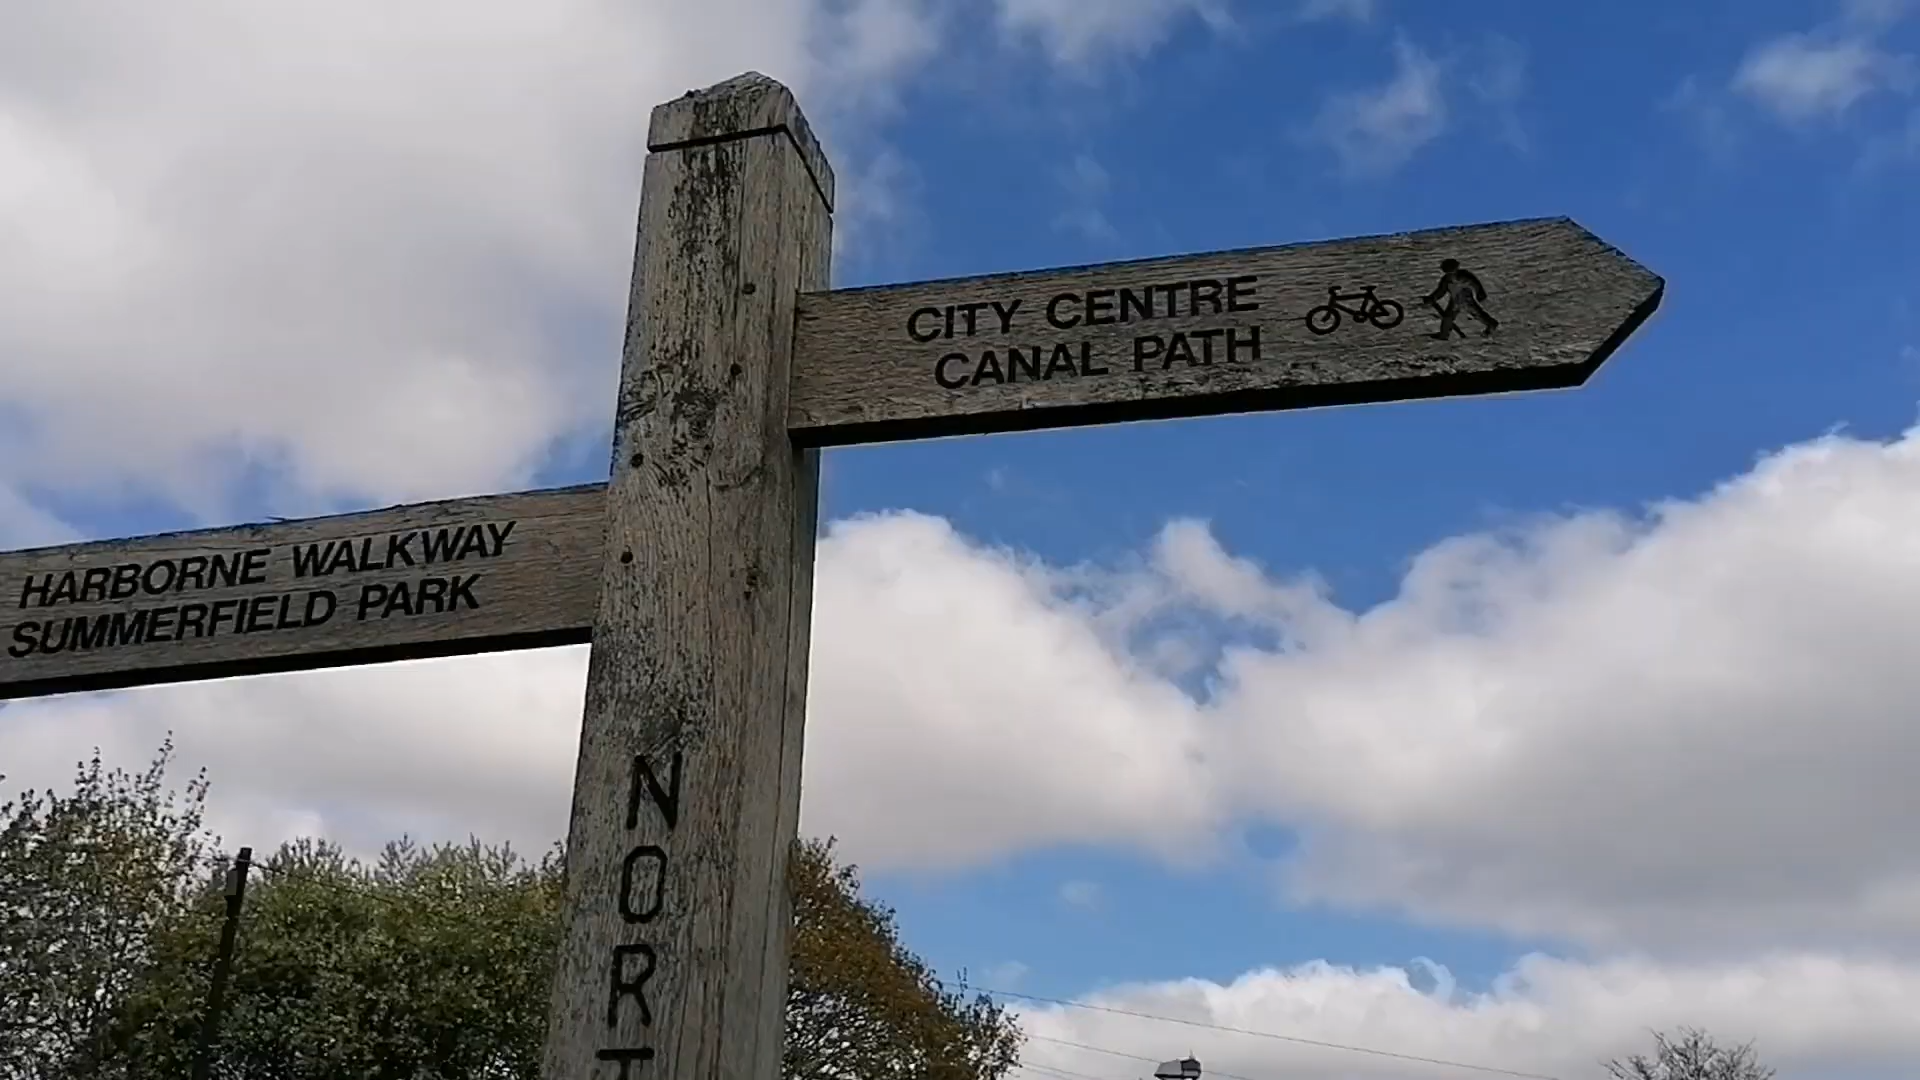 CITY CENTRE
CANAL PATH
HARBORNE WALKWAY
SUMMERFIELD PARK
NORT